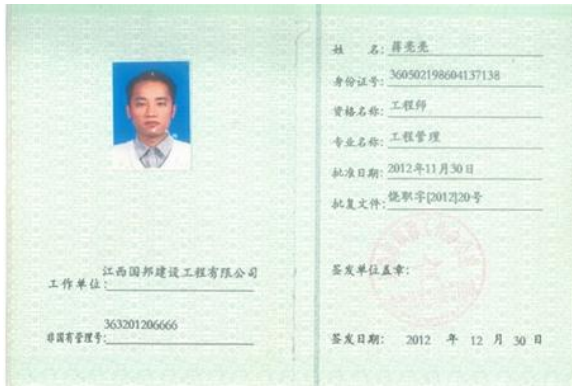 工作单位:江西国邦建设工程有限公司
非国有管理号:363201206666
姓 名:蒋亮亮
身份证号:360502198604137138
资格名称:工程师
专业名称:工程管理
批准日期:2012年11月30日
批复文件:饶职字[2012]20号
签发单位盖章:
签发日期: 2012 年 12 月 30 日